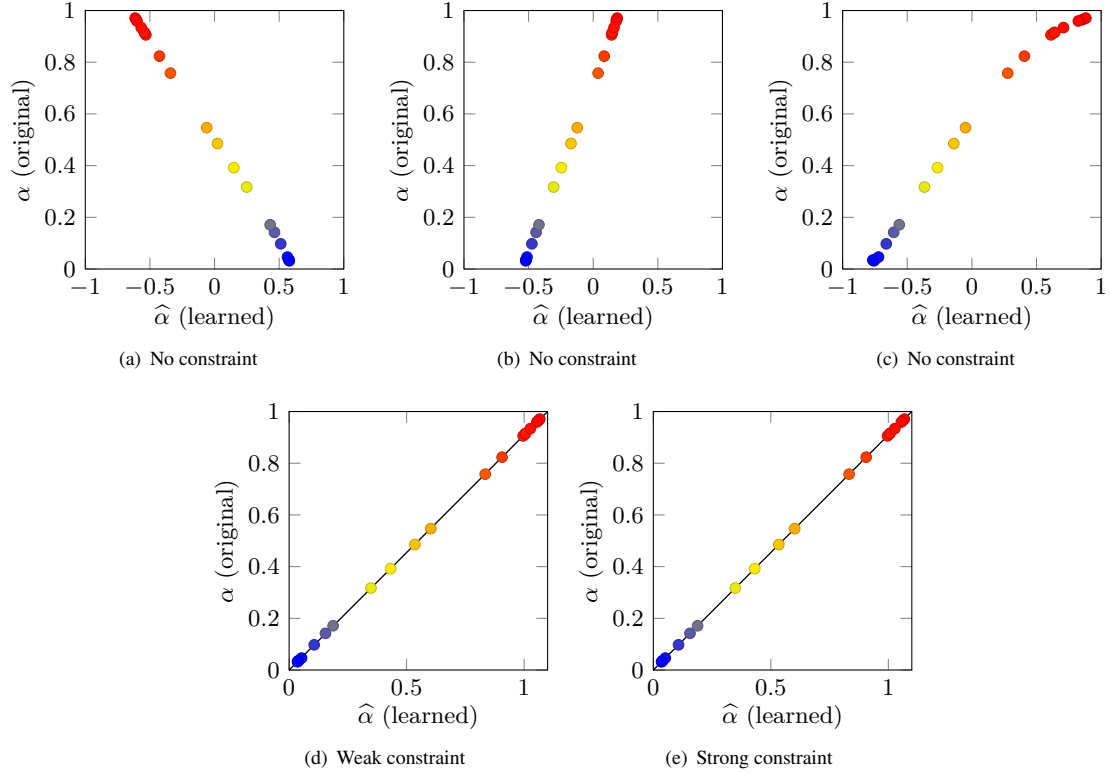 1
0.8
0.6
0.4
0.2
0
α (original)
−1 −0.5 0 0.5 1
α̂ (learned)
(a) No constraint
1
0.8
0.6
0.4
0.2
0
α (original)
−1 −0.5 0 0.5 1
α̂ (learned)
(b) No constraint
1
0.8
0.6
0.4
0.2
0
α (original)
−1 −0.5 0 0.5 1
α̂ (learned)
(c) No constraint
1
0.8
0.6
0.4
0.2
0
α (original)
0 0.5 1
α̂ (learned)
(d) Weak constraint
1
0.8
0.6
0.4
0.2
0
α (original)
0 0.5 1
α̂ (learned)
(e) Strong constraint